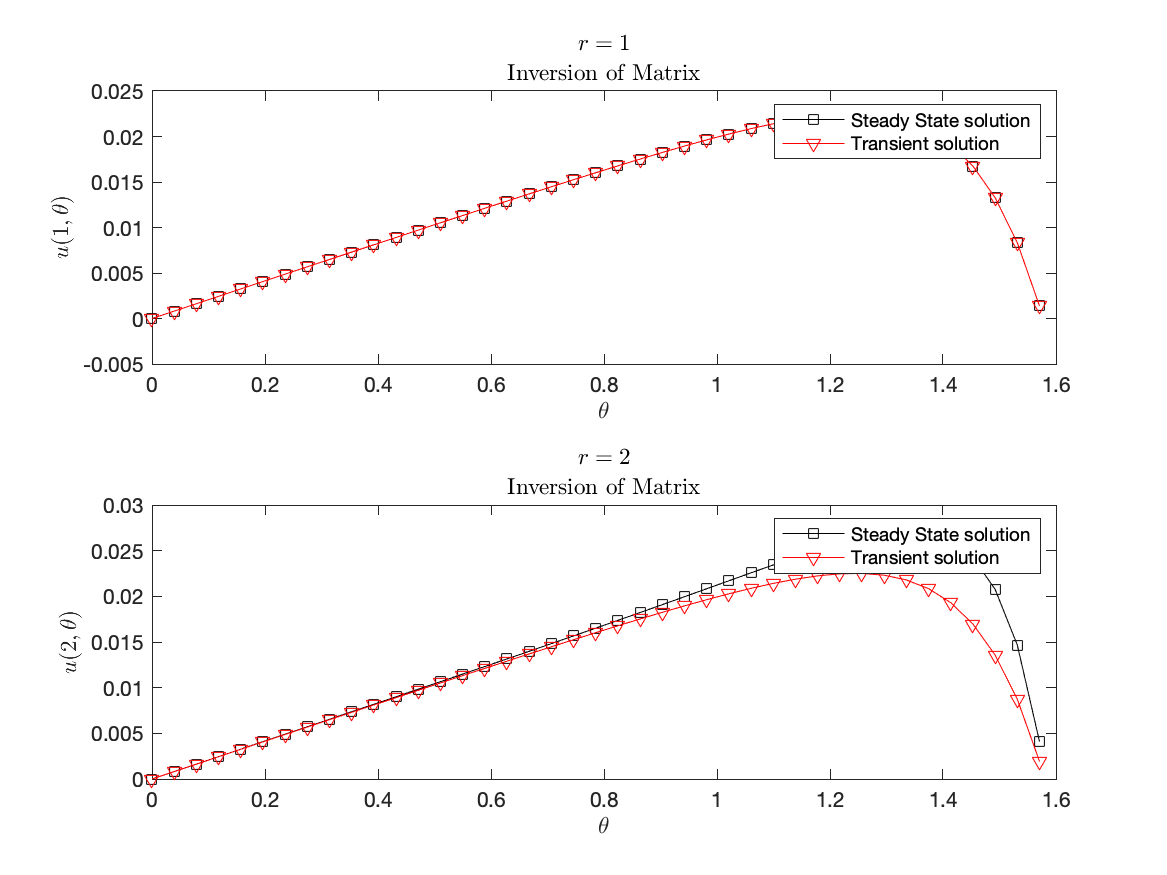 r = 1
Inversion of Matrix
0.025
0.02
0.015
0.01
0.005
0
-0.005
u(1, θ)
Steady State solution
Transient solution
0 0.2 0.4 0.6 0.8 1 1.2 1.4 1.6
θ
r = 2
Inversion of Matrix
0.03
0.025
0.02
0.015
0.01
0.005
0
u(2, θ)
Steady State solution
Transient solution
0 0.2 0.4 0.6 0.8 1 1.2 1.4 1.6
θ